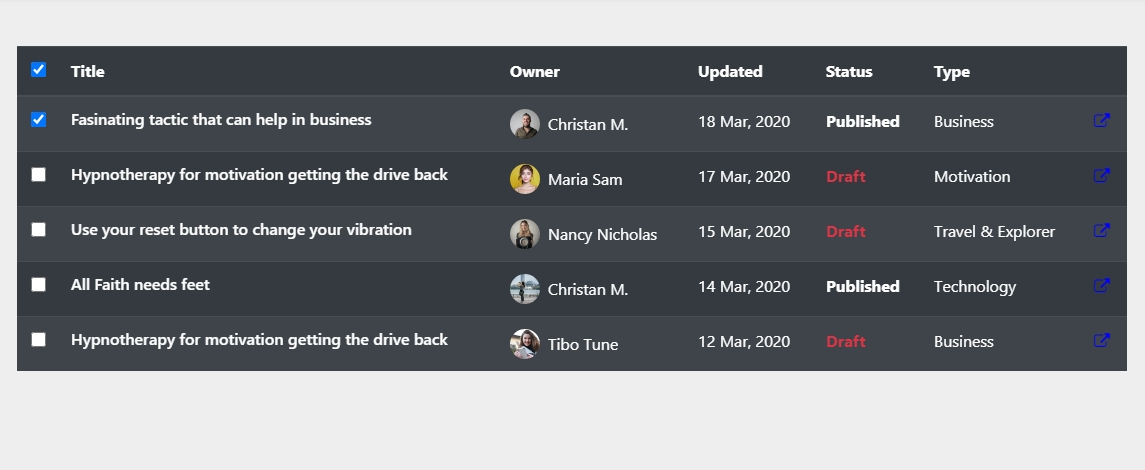 Title Owner Updated Status Type
Fasinating tactic that can help in business Christan M. 18 Mar, 2020 Published Business
Hypnotherapy for motivation getting the drive back Maria Sam 17 Mar, 2020 Draft Motivation
Use your reset button to change your vibration Nancy Nicholas 15 Mar, 2020 Draft Travel & Explorer
All Faith needs feet Christan M. 14 Mar, 2020 Published Technology
Hypnotherapy for motivation getting the drive back Tibo Tune 12 Mar, 2020 Draft Business